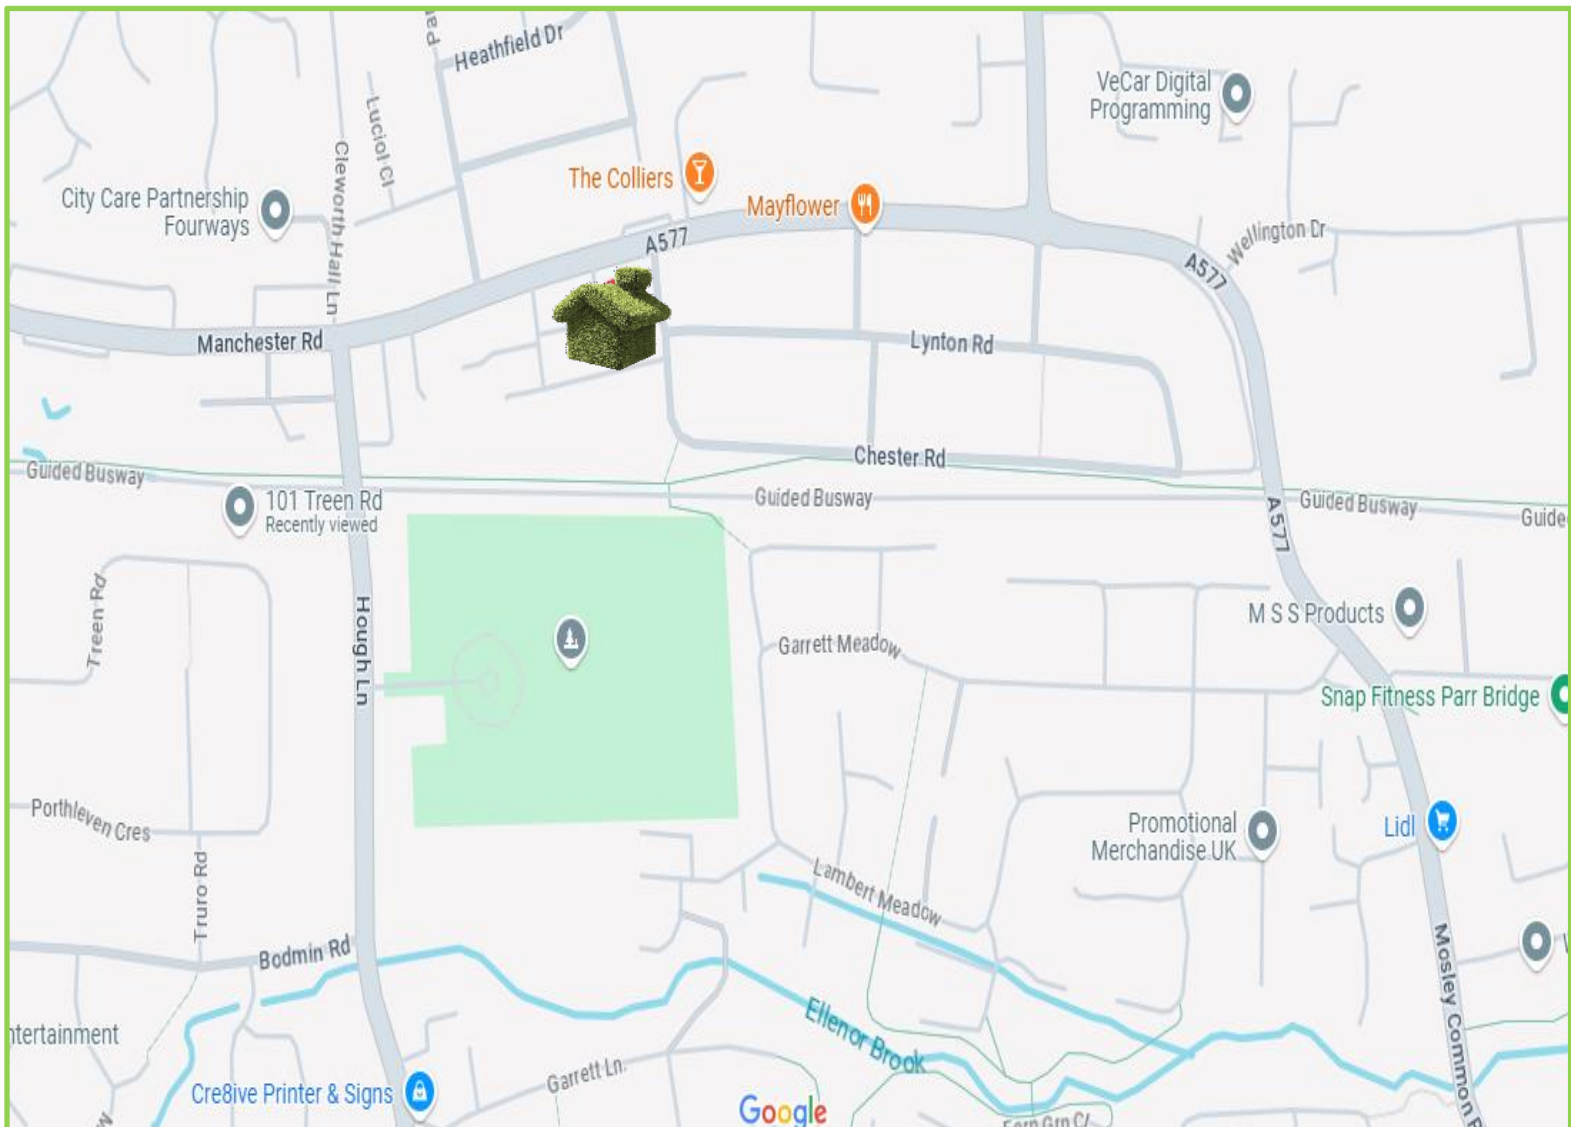 Heathfield Dr
VeCar Digital
Programming
Luciol Cl
Cleworth Hall Ln
The Colliers
City Care Partnership
Fourways
Mayflower
A577
Wellington Dr
A577
Manchester Rd
Lynton Rd
Chester Rd
Guided Busway
101 Treen Rd
Recently viewed
Guided Busway
Guided Busway
Guide
A577
Treen Rd
Hough Ln
M S S Products
Garrett Meadow
Snap Fitness Parr Bridge
Porthleven Cres
Promotional
Merchandise UK
Lidl
Truro Rd
Lambert Meadow
Bodmin Rd
Mosley Common R
Ellenor Brook
ntertainment
Garrett Ln
Cre8ive Printer & Signs
Google